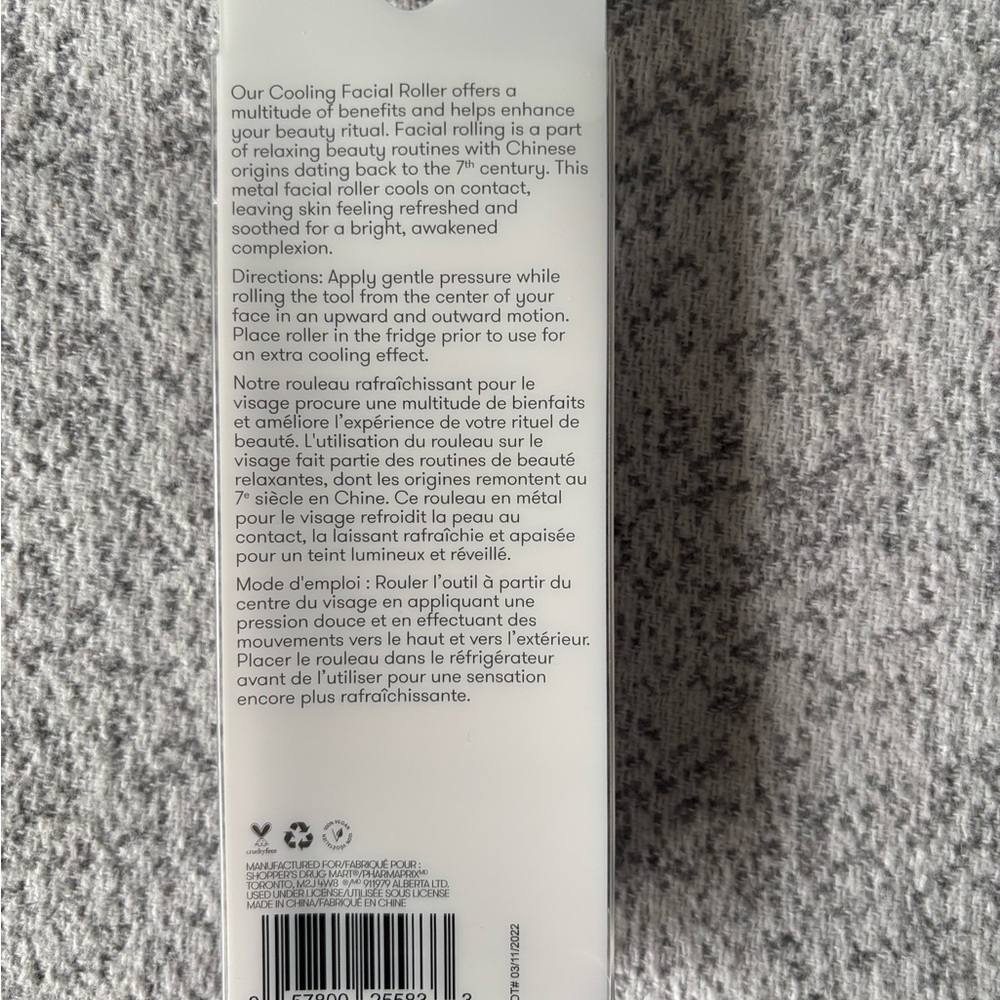 Our Cooling Facial Roller offers a
multitude of benefits and helps enhance
your beauty ritual. Facial rolling is a part
of relaxing beauty routines with Chinese
origins dating back to the 7th century. This
metal facial roller cools on contact,
leaving skin feeling refreshed and
soothed for a bright, awakened
complexion.
Directions: Apply gentle pressure while
rolling the tool from the center of your
face in an upward and outward motion.
Place roller in the fridge prior to use for
an extra cooling effect.
Notre rouleau rafraîchissant pour le
visage procure une multitude de bienfaits
et améliore l'expérience de votre rituel de
beauté. L'utilisation du rouleau sur le
visage fait partie des routines de beauté
relaxantes, dont les origines remontent au
7e siècle en Chine. Ce rouleau en métal
pour le visage refroidit la peau au
contact, la laissant rafraîchie et apaisée
pour un teint lumineux et réveillé.
Mode d'emploi : Rouler l'outil à partir du
centre du visage en appliquant une
pression douce et en effectuant des
mouvements vers le haut et vers l'extérieur.
Placer le rouleau dans le réfrigérateur
avant de l'utiliser pour une sensation
encore plus rafraîchissante.
crueltyfree
100% VEGAN
MANUFACTURED FOR/FABRIQUÉ POUR :
SHOPPER'S DRUG MART®/PHARMAPRIX MD
TORONTO, M2J 4W8 ®/MD 911979 ALBERTA LTD.
USED UNDER LICENSE/UTILISÉE SOUS LICENSE
MADE IN CHINA/FABRIQUÉ EN CHINE
57800 25583 3
OT# 03/11/2022